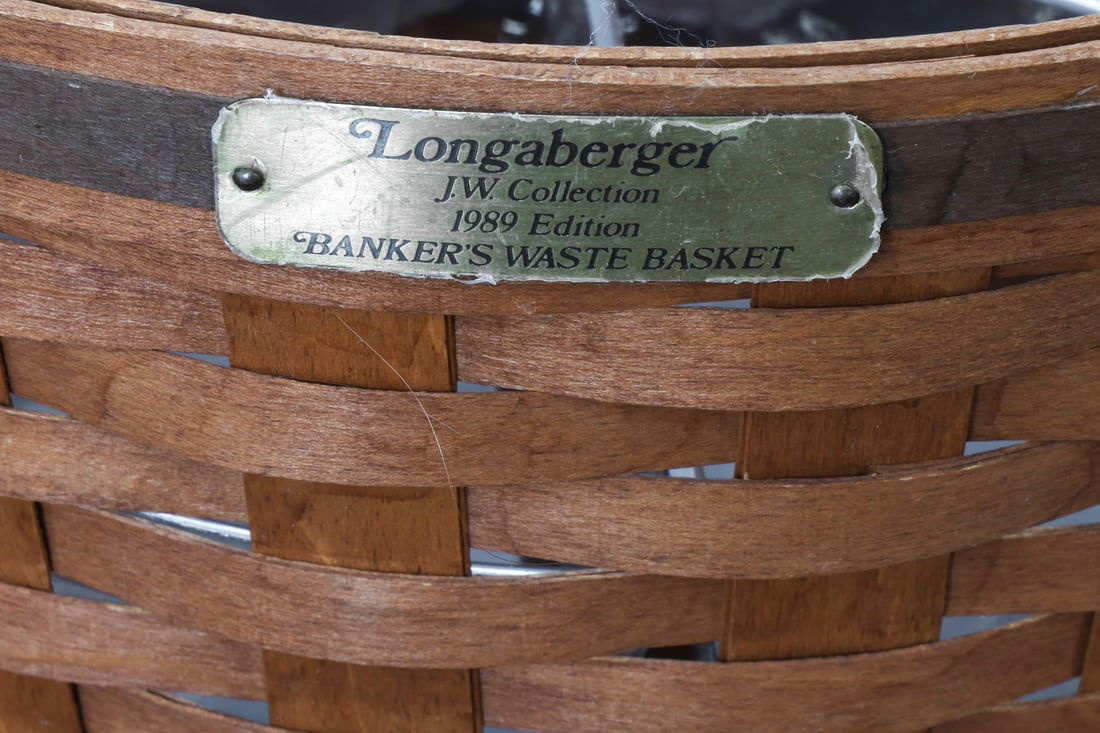 Longaberger
J.W. Collection
1989 Edition
BANKER'S WASTE BASKET